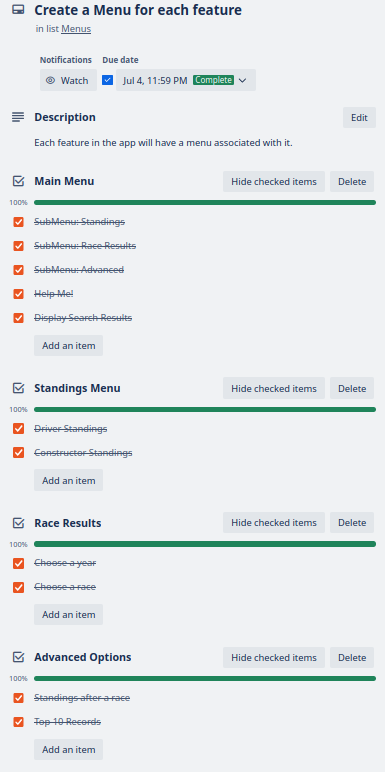 Create a Menu for each feature
in list Menus
Notifications Due date
Watch Jul 4, 11:59 PM Complete
Description Edit
Each feature in the app will have a menu associated with it.
Main Menu Hide checked items Delete
100%
SubMenu: Standings
SubMenu: Race Results
SubMenu: Advanced
Help Me!
Display Search Results
Add an item
Standings Menu Hide checked items Delete
100%
Driver Standings
Constructor Standings
Add an item
Race Results Hide checked items Delete
100%
Choose a year
Choose a race
Add an item
Advanced Options Hide checked items Delete
100%
Standings after a race
Top 10 Records
Add an item